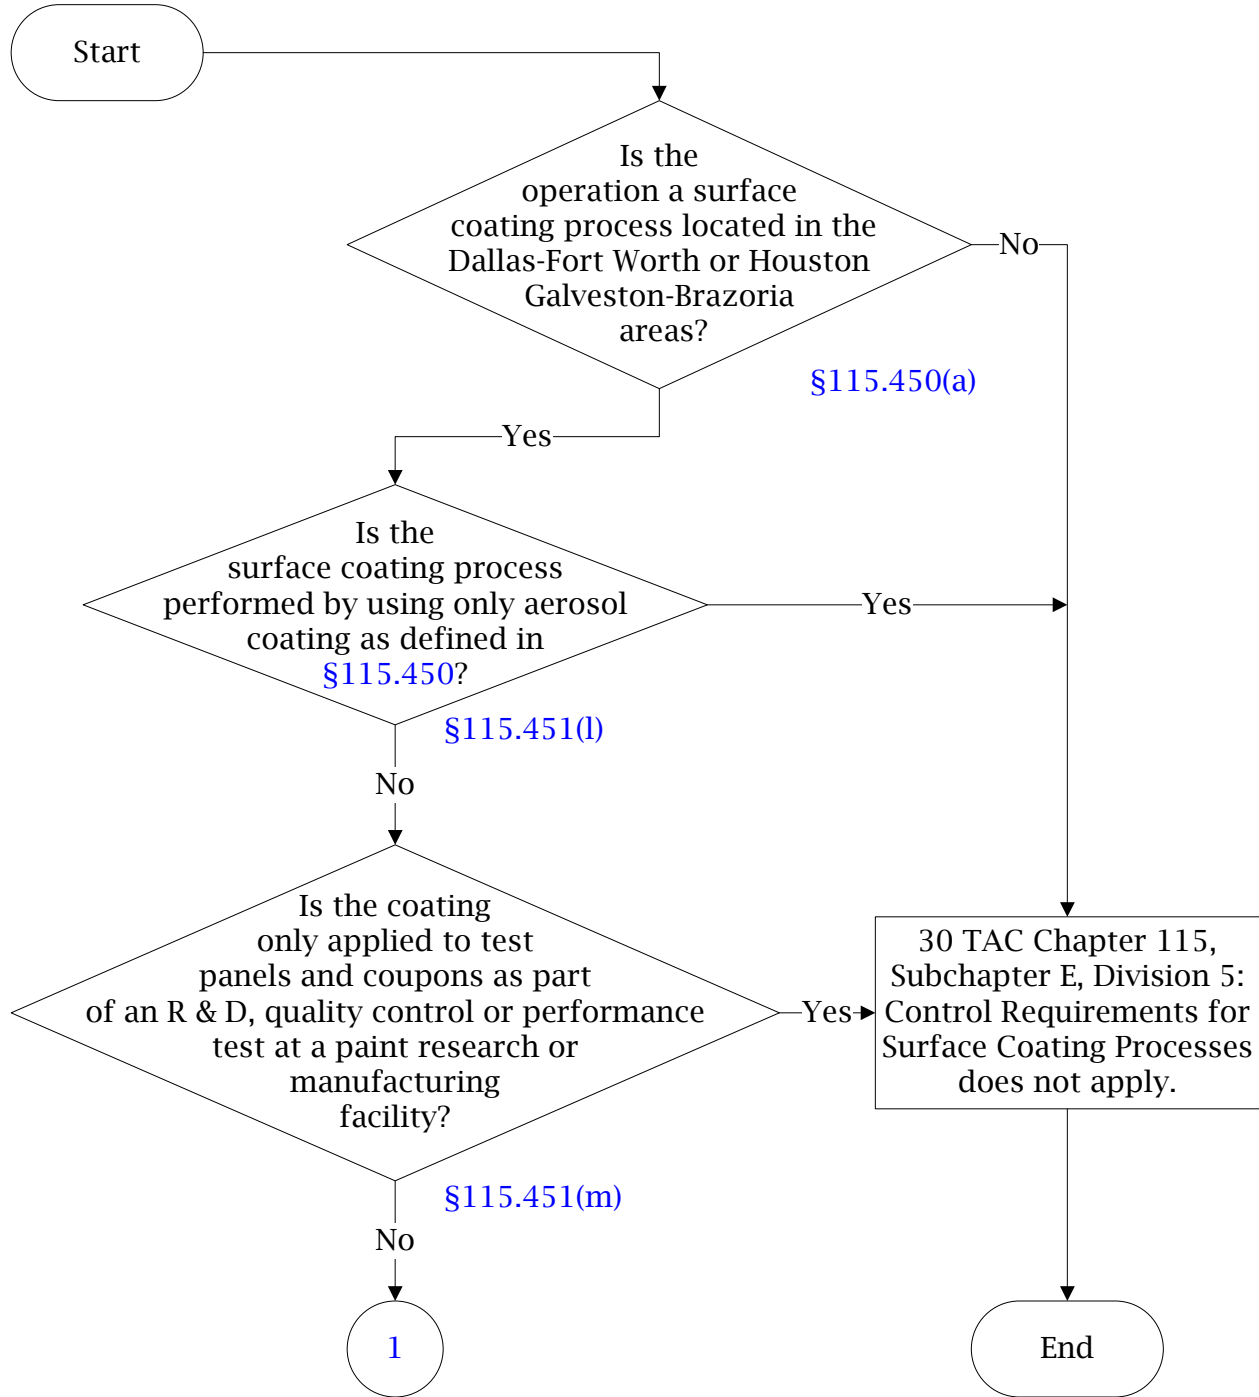 Start
Is the
operation a surface
coating process located in the
Dallas-Fort Worth or Houston
Galveston-Brazoria
areas?
No
§115.450(a)
Yes
Is the
surface coating process
performed by using only aerosol
coating as defined in
§115.450?
Yes
§115.451(l)
No
Is the coating
only applied to test
panels and coupons as part
of an R & D, quality control or performance
test at a paint research or
manufacturing
facility?
Yes
30 TAC Chapter 115,
Subchapter E, Division 5:
Control Requirements for
Surface Coating Processes
does not apply.
§115.451(m)
No
1
End